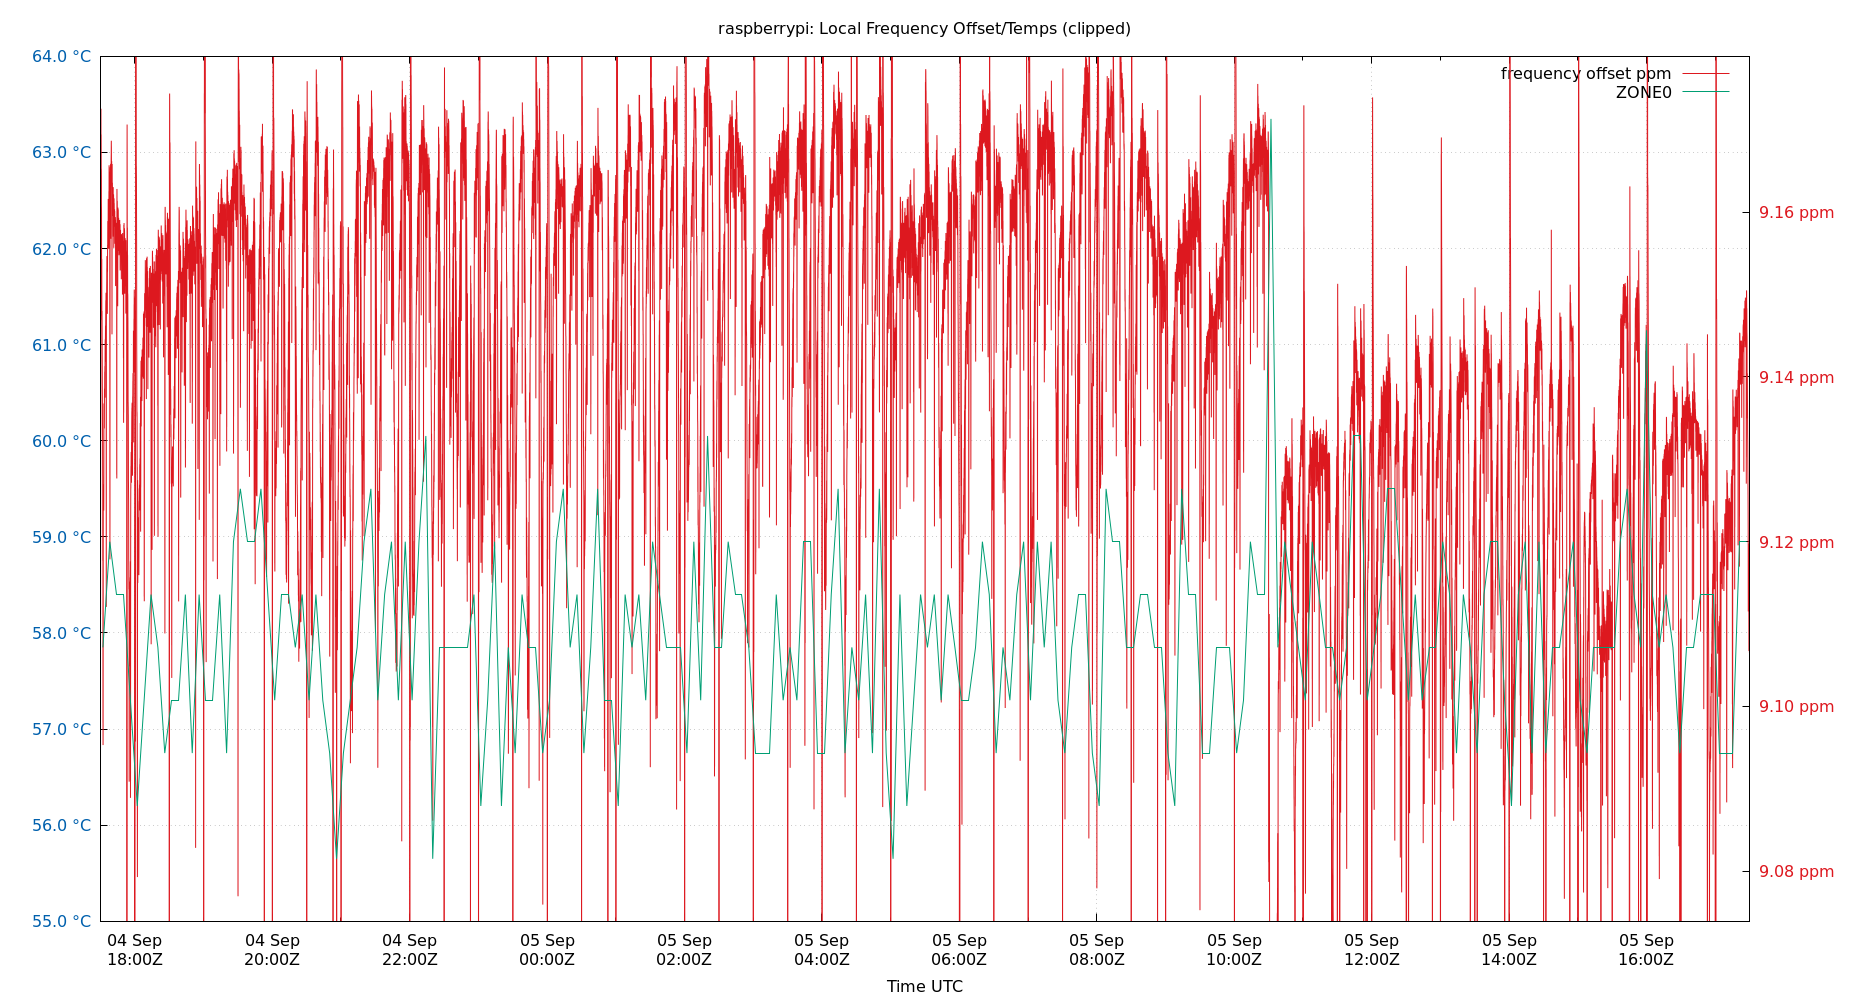 raspberrypi: Local Frequency Offset/Temps (clipped)
64.0 °C
63.0 °C
62.0 °C
61.0 °C
60.0 °C
59.0 °C
58.0 °C
57.0 °C
56.0 °C
55.0 °C
frequency offset ppm
ZONE0
9.16 ppm
9.14 ppm
9.12 ppm
9.10 ppm
9.08 ppm
04 Sep
18:00Z
04 Sep
20:00Z
04 Sep
22:00Z
05 Sep
00:00Z
05 Sep
02:00Z
05 Sep
04:00Z
05 Sep
06:00Z
05 Sep
08:00Z
05 Sep
10:00Z
05 Sep
12:00Z
05 Sep
14:00Z
05 Sep
16:00Z
Time UTC